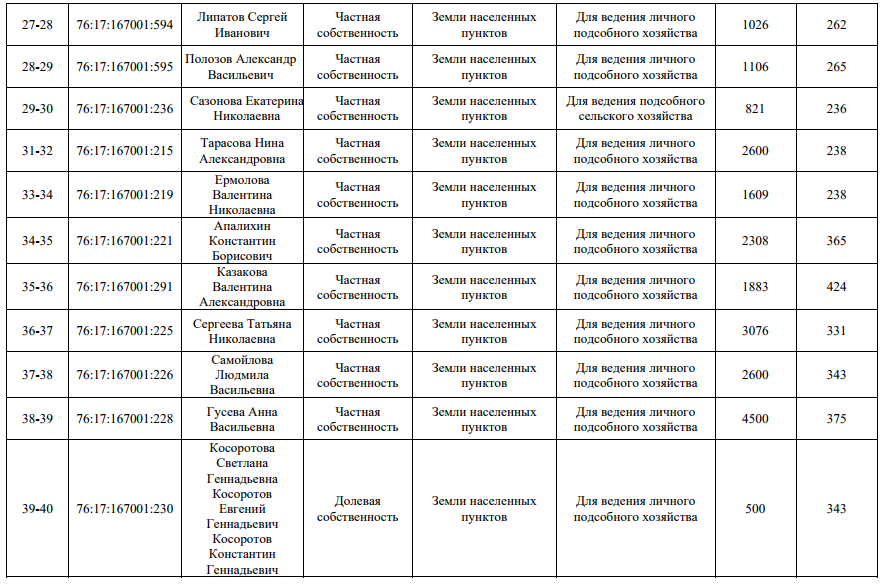 27-28 76:17:167001:594 Липатов Сергей Иванович Частная собственность Земли населенных пунктов Для ведения личного подсобного хозяйства 1026 262
28-29 76:17:167001:595 Полозов Александр Васильевич Частная собственность Земли населенных пунктов Для ведения личного подсобного хозяйства 1106 265
29-30 76:17:167001:236 Сазонова Екатерина Николаевна Частная собственность Земли населенных пунктов Для ведения подсобного сельского хозяйства 821 236
31-32 76:17:167001:215 Тарасова Нина Александровна Частная собственность Земли населенных пунктов Для ведения личного подсобного хозяйства 2600 238
33-34 76:17:167001:219 Ермолова Валентина Николаевна Частная собственность Земли населенных пунктов Для ведения личного подсобного хозяйства 1609 238
34-35 76:17:167001:221 Апалихин Константин Борисович Частная собственность Земли населенных пунктов Для ведения личного подсобного хозяйства 2308 365
35-36 76:17:167001:291 Казакова Валентина Александровна Частная собственность Земли населенных пунктов Для ведения личного подсобного хозяйства 1883 424
36-37 76:17:167001:225 Сергеева Татьяна Николаевна Частная собственность Земли населенных пунктов Для ведения личного подсобного хозяйства 3076 331
37-38 76:17:167001:226 Самойлова Людмила Васильевна Частная собственность Земли населенных пунктов Для ведения личного подсобного хозяйства 2600 343
38-39 76:17:167001:228 Гусева Анна Васильевна Частная собственность Земли населенных пунктов Для ведения личного подсобного хозяйства 4500 375
39-40 76:17:167001:230 Косоротова Светлана Геннадьевна Косоротов Евгений Геннадьевич Косоротов Константин Геннадьевич Долевая собственность Земли населенных пунктов Для ведения личного подсобного хозяйства 500 343